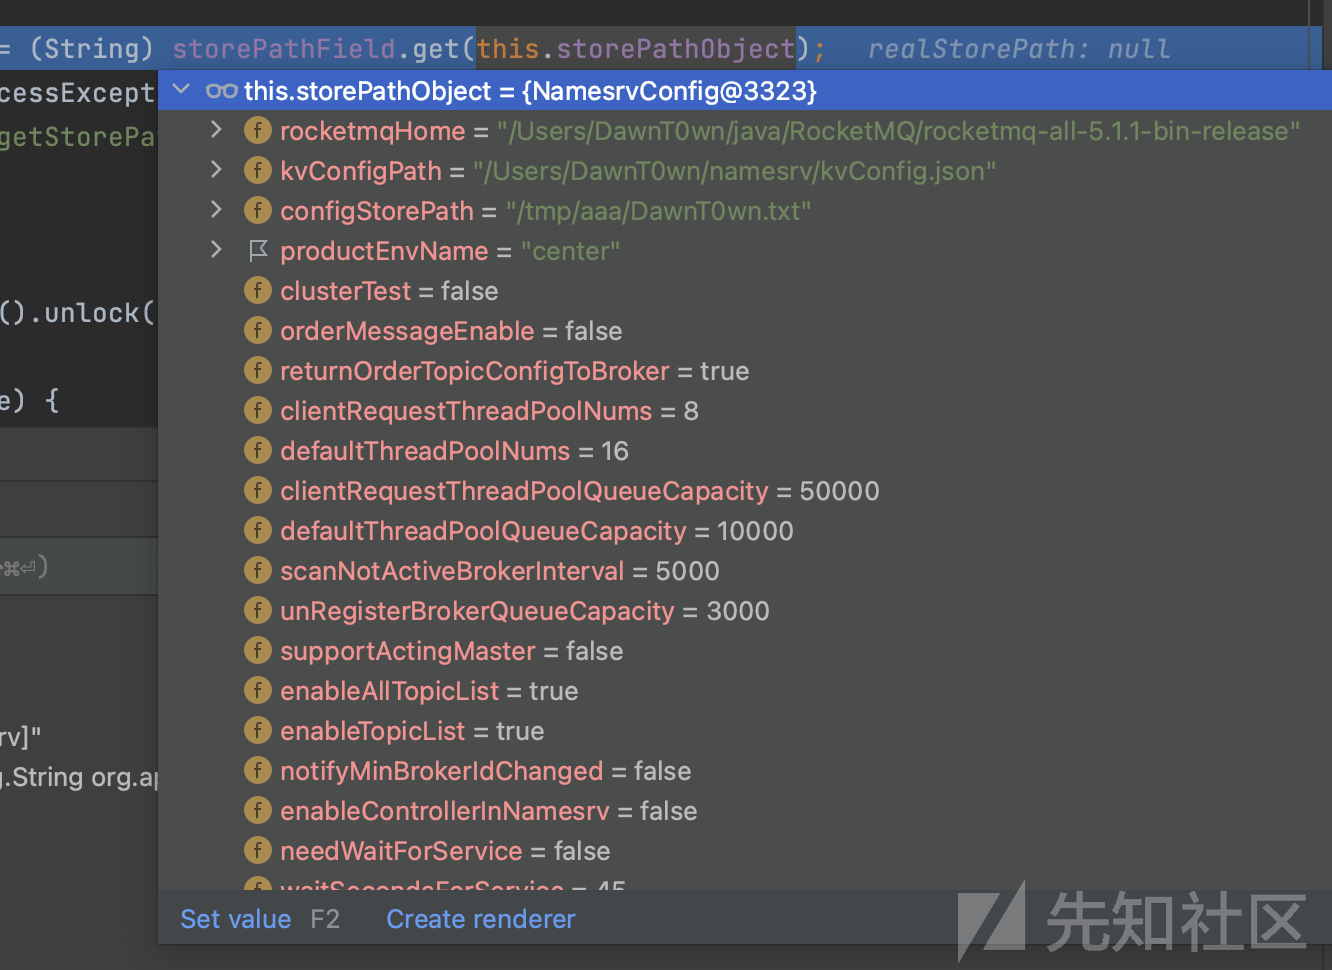 = (String) storePathField.get(this.storePathObject); realStorePath: null
cessExcept
getStorePa
().unlock(
e) {
)
rv]"
g.String org.ap
this.storePathObject = {NamesrvConfig@3323}
rocketmqHome = "/Users/DawnT0wn/java/RocketMQ/rocketmq-all-5.1.1-bin-release"
kvConfigPath = "/Users/DawnT0wn/namesrv/kvConfig.json"
configStorePath = "/tmp/aaa/DawnT0wn.txt"
productEnvName = "center"
clusterTest = false
orderMessageEnable = false
returnOrderTopicConfigToBroker = true
clientRequestThreadPoolNums = 8
defaultThreadPoolNums = 16
clientRequestThreadPoolQueueCapacity = 50000
defaultThreadPoolQueueCapacity = 10000
scanNotActiveBrokerInterval = 5000
unRegisterBrokerQueueCapacity = 3000
supportActingMaster = false
enableAllTopicList = true
enableTopicList = true
notifyMinBrokerIdChanged = false
enableControllerInNamesrv = false
needWaitForService = false
waitSecondsForService = 45
Set value F2 Create renderer
先知社区